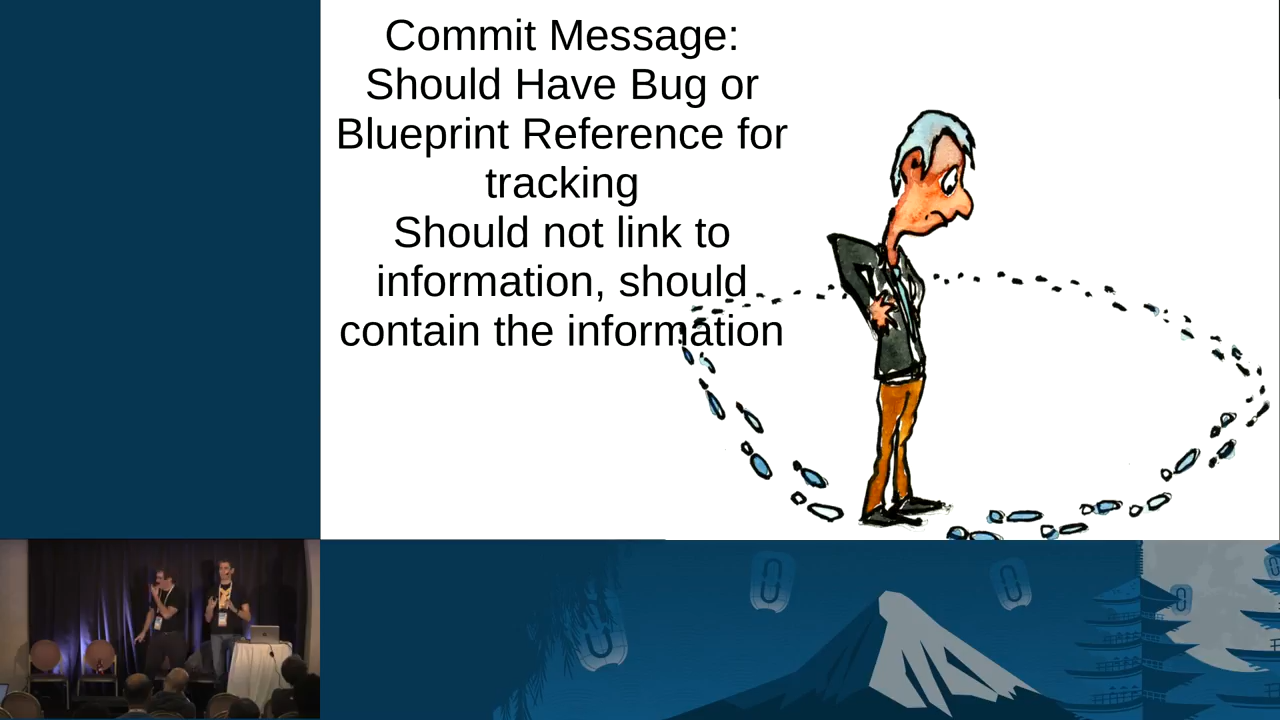 Commit Message:
Should Have Bug or
Blueprint Reference for
tracking
Should not link to
information, should
contain the information